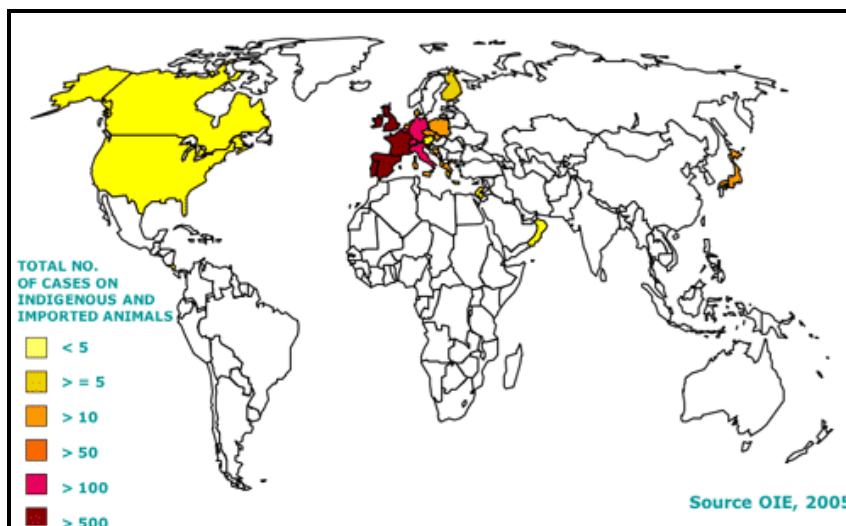 TOTAL NO.
OF CASES ON
INDIGENOUS AND
IMPORTED ANIMALS
< 5
> = 5
> 10
> 50
> 100
> 500
Source OIE, 2005